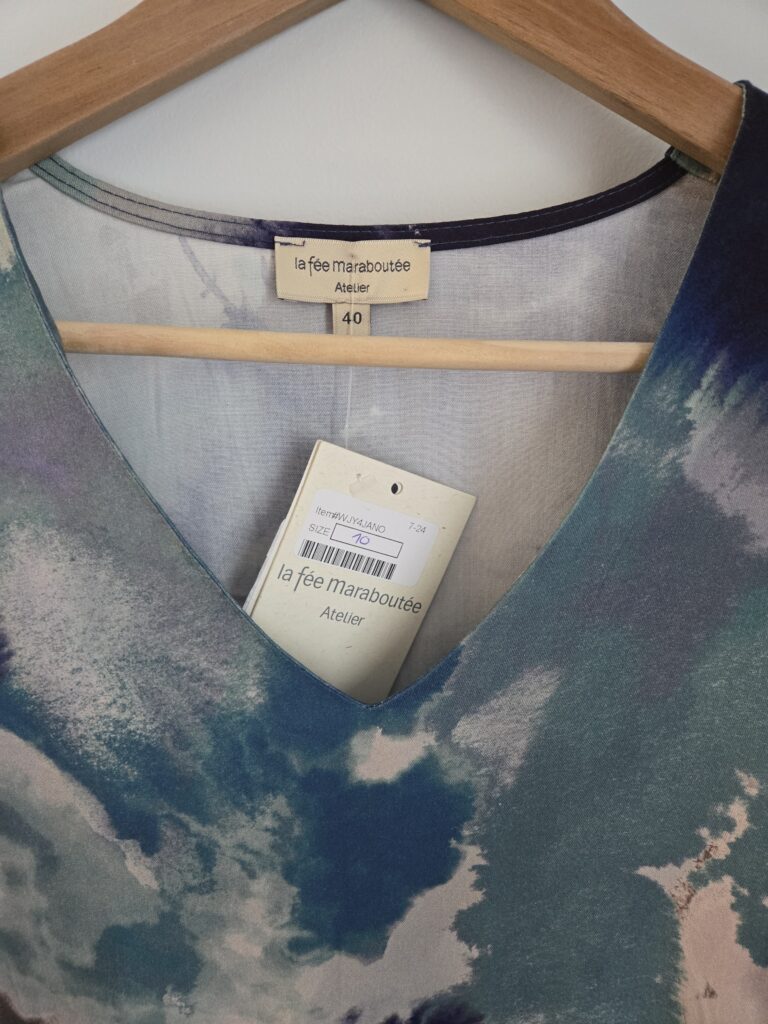 la fée maraboutée
Atelier
40
Item#WJY4JANO 7-24
SIZE 10
la fée maraboutée
Atelier